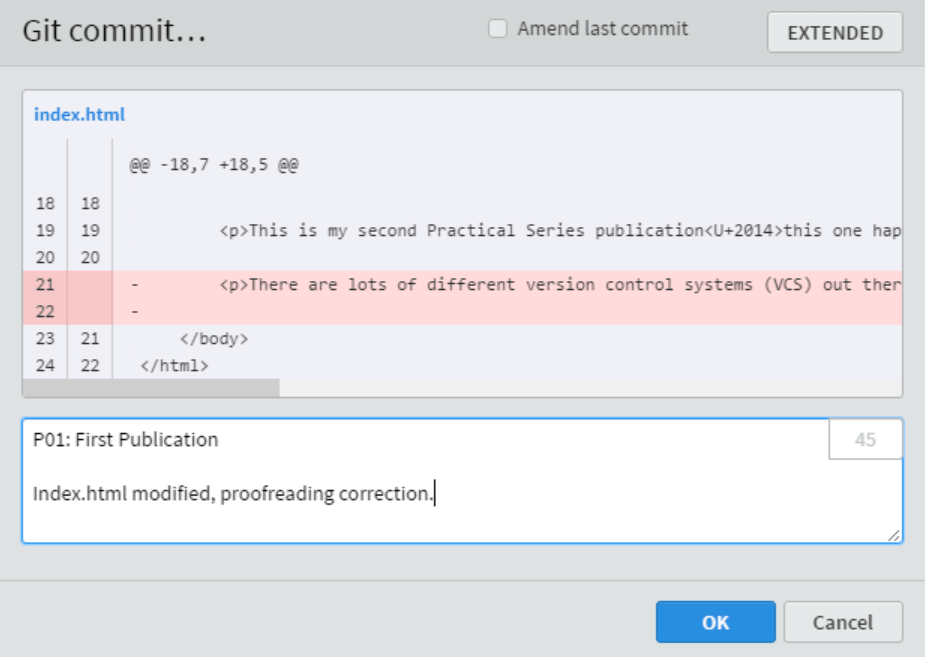 Git commit...
Amend last commit
EXTENDED
index.html
@@ -18,7 +18,5 @@
18 18
19 19 <p>This is my second Practical Series publication<U+2014>this one hap
20 20
21 - <p>There are lots of different version control systems (VCS) out ther
22 -
23 21 </body>
24 22 </html>
P01: First Publication
45
Index.html modified, proofreading correction.
OK
Cancel